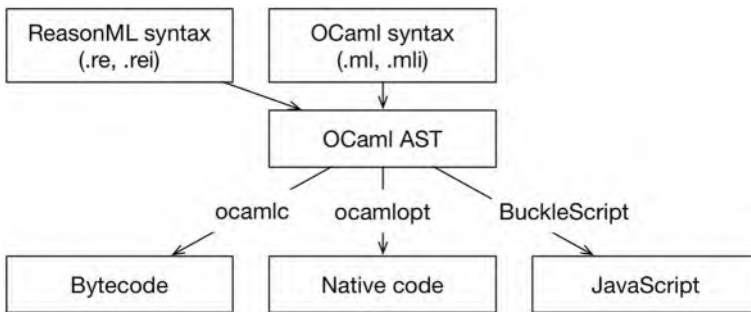 ReasonML syntax
(.re, .rei)
OCaml syntax
(.ml, .mli)
OCaml AST
ocamlc
ocamlopt
BuckleScript
Bytecode
Native code
JavaScript